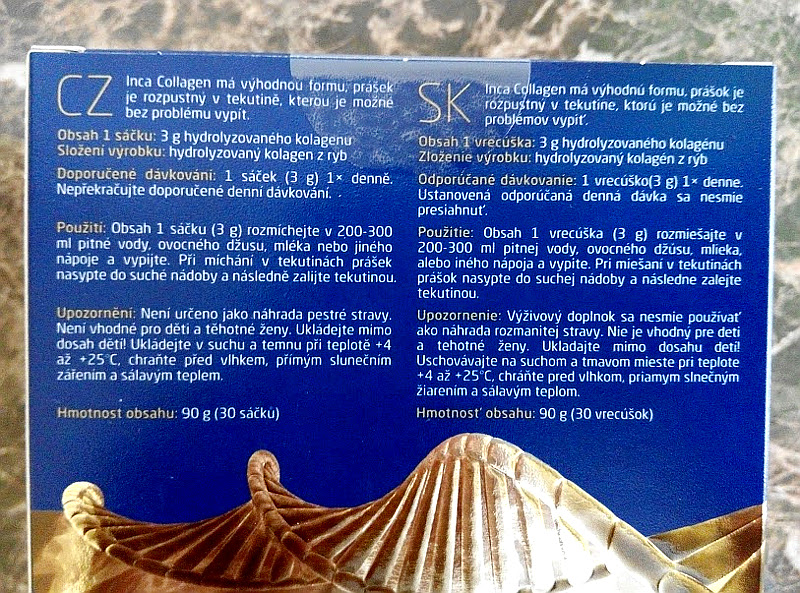 CZ
Inca Collagen má výhodnou formu, prášek
je rozpustný v tekutině, kterou je možné
bez problému vypít.
Obsah 1 sáčku: 3 g hydrolyzovaného kolagenu
Složení výrobku: hydrolyzovaný kolagen z ryb
Doporučené dávkování: 1 sáček (3 g) 1× denně.
Nepřekračujte doporučené denní dávkování.
Použití: Obsah 1 sáčku (3 g) rozmíchejte v 200-300
ml pitné vody, ovocného džusu, mléka nebo jiného
nápoje a vypijte. Při míchání v tekutinách prášek
nasypte do suché nádoby a následně zalijte tekutinou.
Upozornění: Není určeno jako náhrada pestré stravy.
Není vhodné pro děti a těhotné ženy. Ukládejte mimo
dosah dětí! Ukládejte v suchu a temnu při teplotě +4
až +25°C, chraňte před vlhkem, přímým slunečním
zářením a sálavým teplem.
Hmotnost obsahu: 90 g (30 sáčků)
SK
Inca Collagen má výhodnú formu, prášok je
rozpustný v tekutine, ktorú je možné bez
problémov vypiť.
Obsah 1 vrecúška: 3 g hydrolyzovaného kolagénu
Zloženie výrobku: hydrolyzovaný kolagén z rýb
Odporúčané dávkovanie: 1 vrecúško(3 g) 1× denne.
Ustanovená odporúčaná denná dávka sa nesmie
presiahnuť.
Použitie: Obsah 1 vrecúška (3 g) rozmiešajte v
200-300 ml pitnej vody, ovocného džúsu, mlieka,
alebo iného nápoja a vypite. Pri miešaní v tekutinách
prášok nasypte do suchej nádoby a následne zalejte
tekutinou.
Upozornenie: Výživový doplnok sa nesmie používať
ako náhrada rozmanitej stravy. Nie je vhodný pre deti
a tehotné ženy. Ukladajte mimo dosahu detí!
Uschovávajte na suchom a tmavom mieste pri teplote
+4 až +25°C, chráňte pred vlhkom, priamym slnečným
žiarením a sálavým teplom.
Hmotnosť obsahu: 90 g (30 vrecúšok)